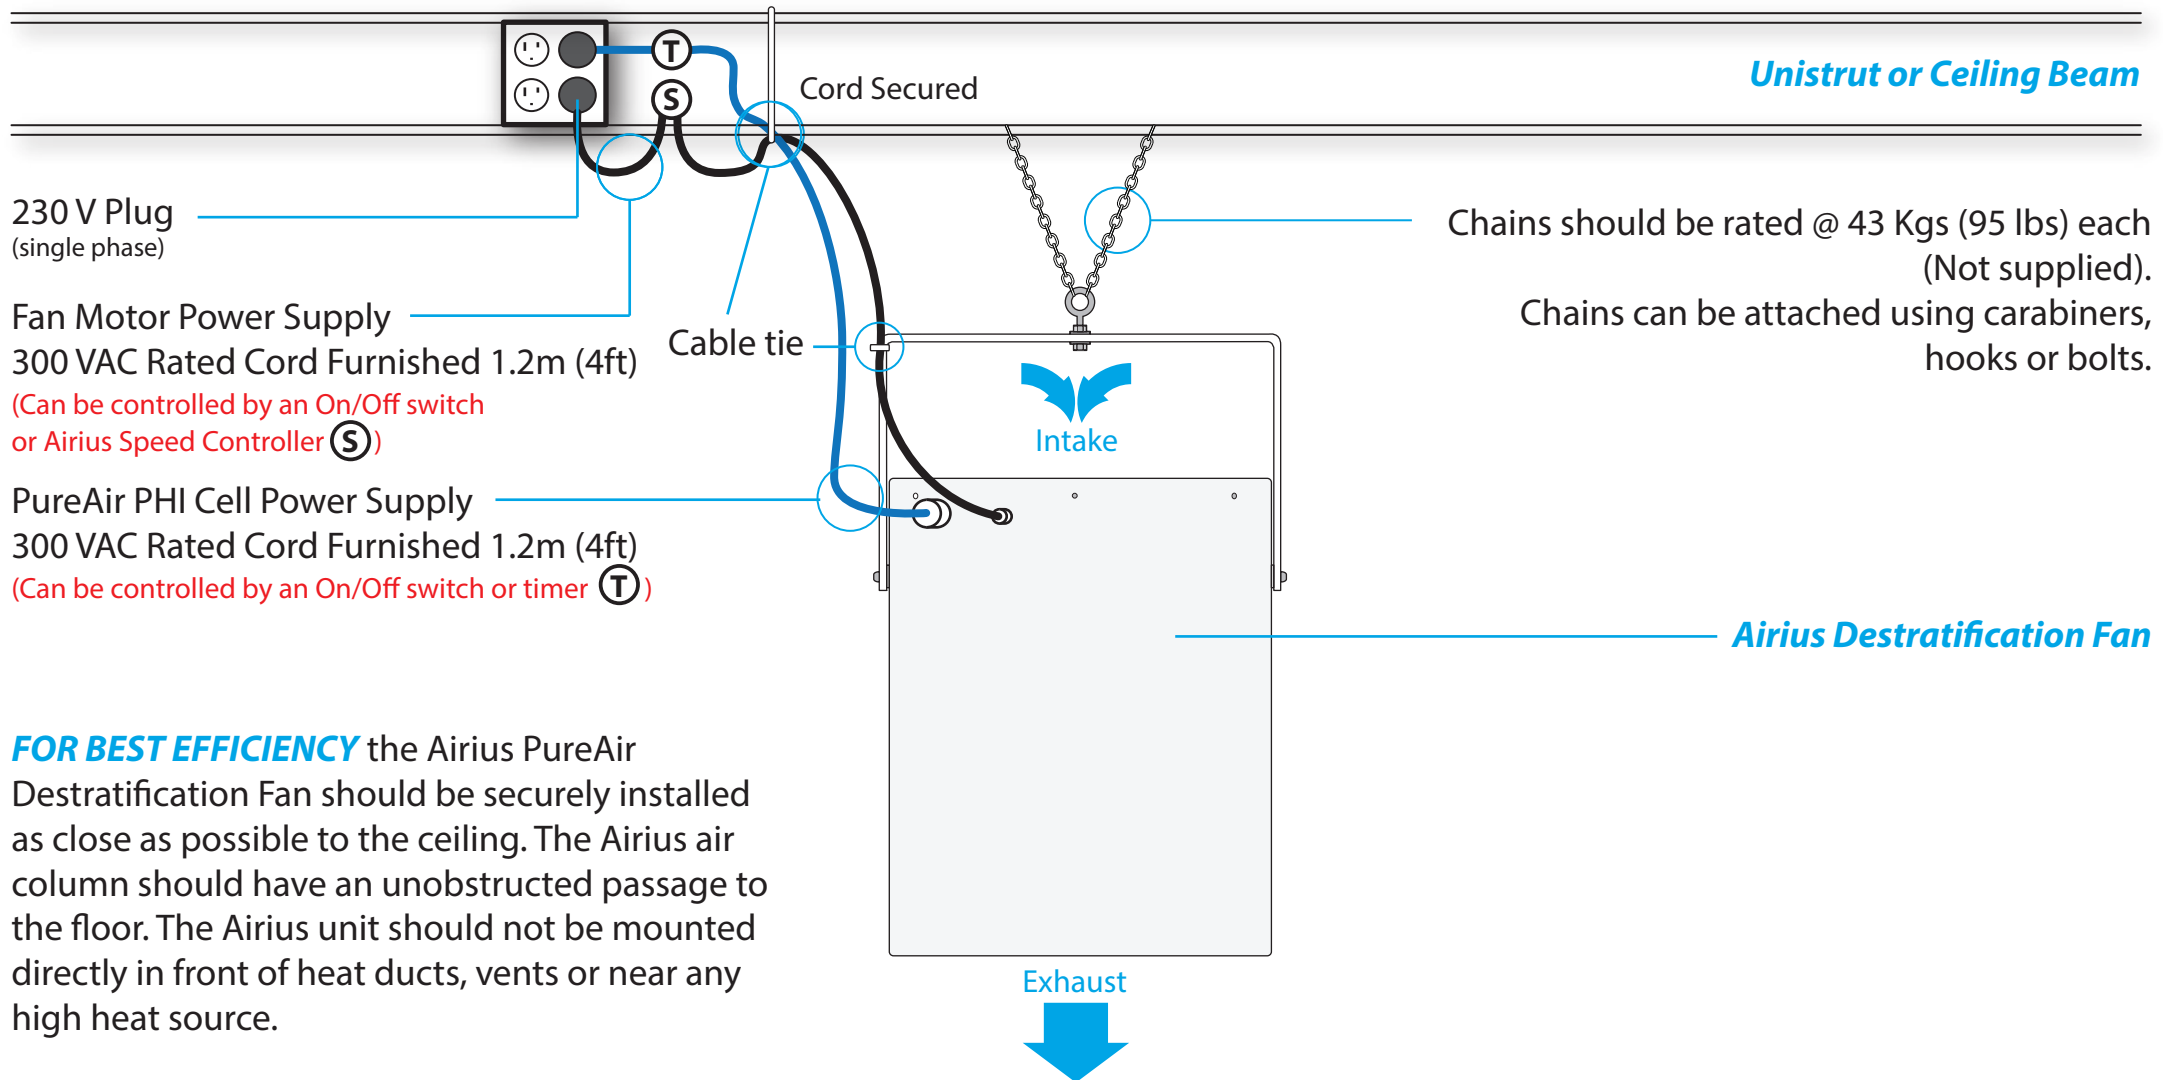 T
S
Cord Secured
Unistrut or Ceiling Beam
230 V Plug
(single phase)
Fan Motor Power Supply
300 VAC Rated Cord Furnished 1.2m (4ft)
(Can be controlled by an On/Off switch
or Airius Speed Controller S)
PureAir PHI Cell Power Supply
300 VAC Rated Cord Furnished 1.2m (4ft)
(Can be controlled by an On/Off switch or timer T)
Cable tie
Chains should be rated @ 43 Kgs (95 lbs) each
(Not supplied).
Chains can be attached using carabiners,
hooks or bolts.
Intake
Airius Destratification Fan
FOR BEST EFFICIENCY the Airius PureAir
Destratification Fan should be securely installed
as close as possible to the ceiling. The Airius air
column should have an unobstructed passage to
the floor. The Airius unit should not be mounted
directly in front of heat ducts, vents or near any
high heat source.
Exhaust